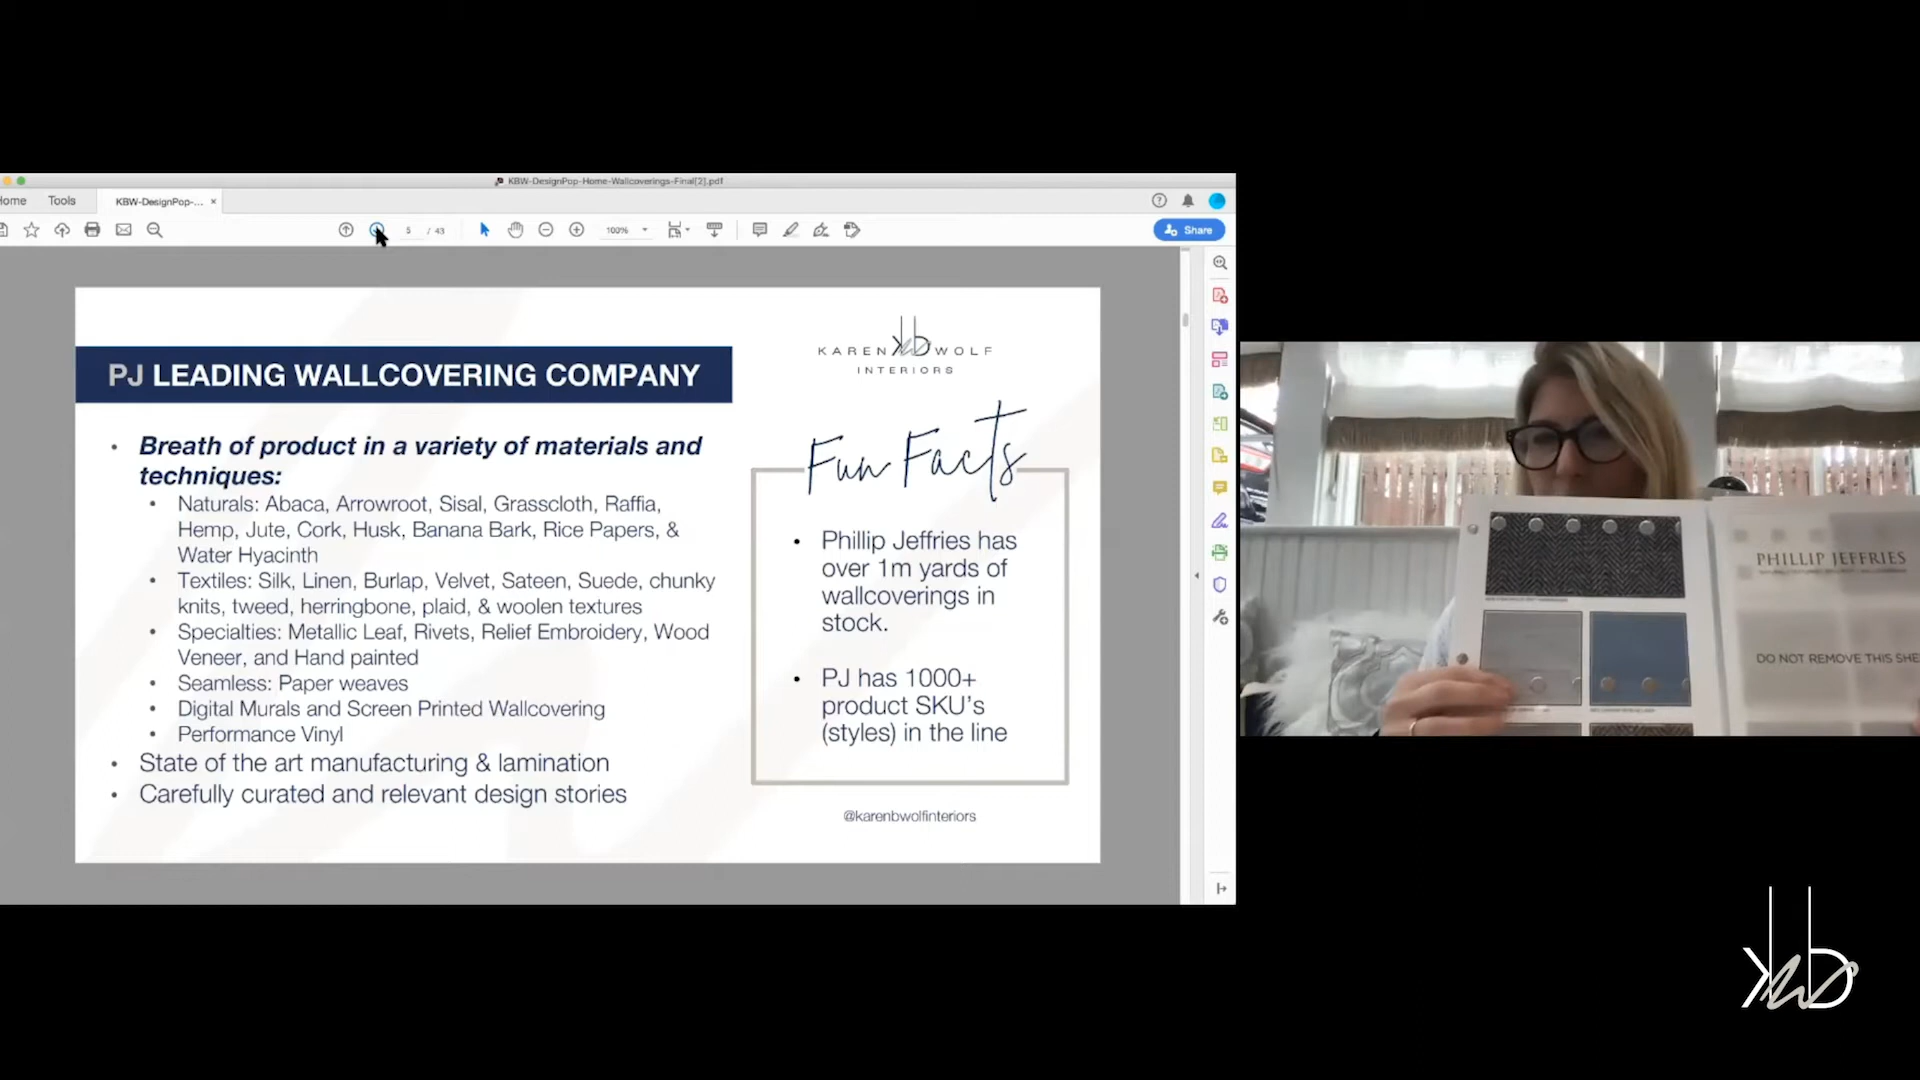 KBW-DesignPop-Home-Wallcoverings-Final[2].pdf
Home
Tools
KBW-DesignPop-...
5 / 43
100%
Share
PJ LEADING WALLCOVERING COMPANY
• Breath of product in a variety of materials and
techniques:
• Naturals: Abaca, Arrowroot, Sisal, Grasscloth, Raffia,
Hemp, Jute, Cork, Husk, Banana Bark, Rice Papers, &
Water Hyacinth
• Textiles: Silk, Linen, Burlap, Velvet, Sateen, Suede, chunky
knits, tweed, herringbone, plaid, & woolen textures
• Specialties: Metallic Leaf, Rivets, Relief Embroidery, Wood
Veneer, and Hand painted
• Seamless: Paper weaves
• Digital Murals and Screen Printed Wallcovering
• Performance Vinyl
• State of the art manufacturing & lamination
• Carefully curated and relevant design stories
KAREN kbw WOLF
INTERIORS
Fun Facts
• Phillip Jeffries has
over 1m yards of
wallcoverings in
stock.
• PJ has 1000+
product SKU's
(styles) in the line
@karenbwolfinteriors
PHILLIP JEFFRIES
DO NOT REMOVE THIS SHE
kbw